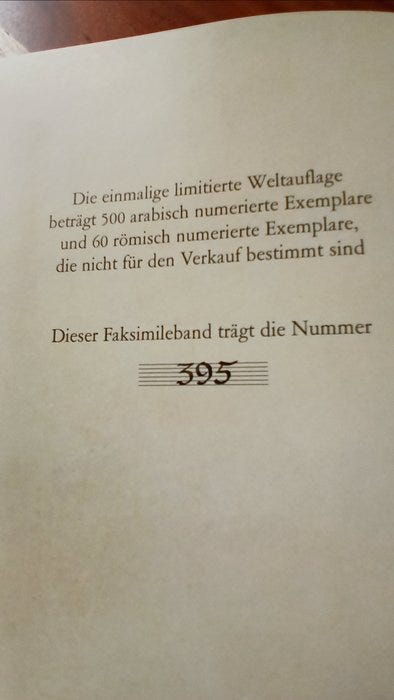 Die einmalige limitierte Weltauflage
beträgt 500 arabisch numerierte Exemplare
und 60 römisch numerierte Exemplare,
die nicht für den Verkauf bestimmt sind
Dieser Faksimileband trägt die Nummer
395